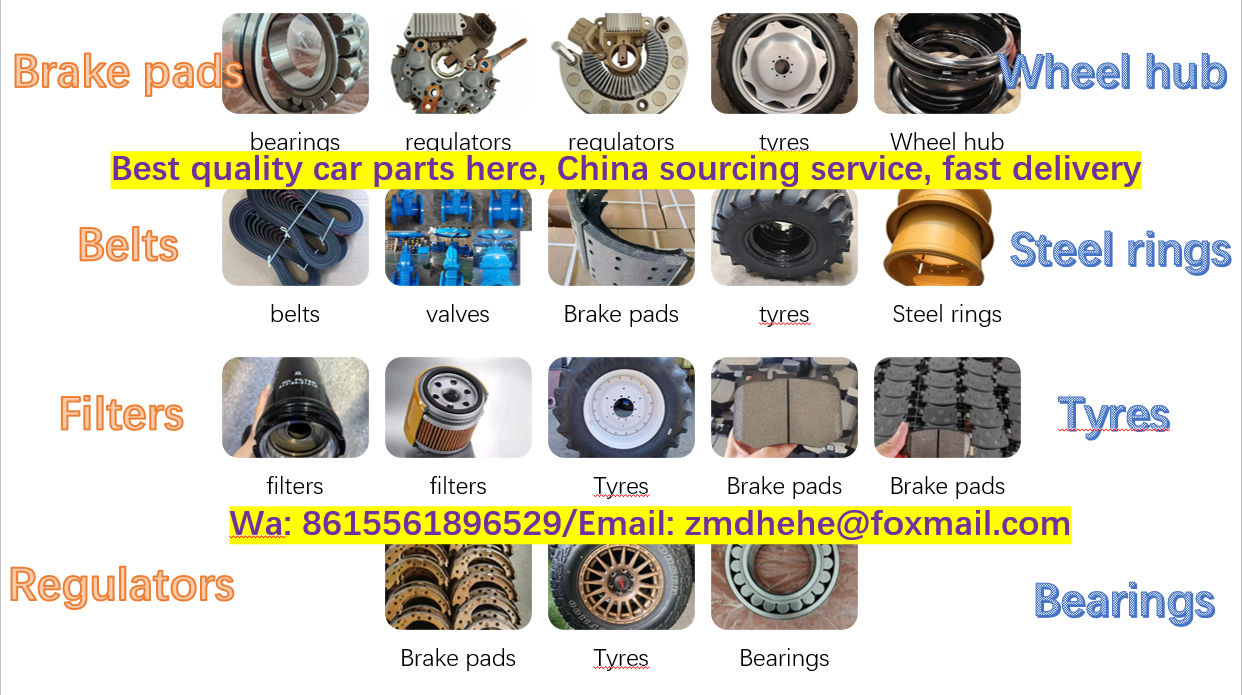 Brake pads
Wheel hub
bearings regulators regulators tyres Wheel hub
Best quality car parts here, China sourcing service, fast delivery
Belts
Steel rings
belts valves Brake pads tyres Steel rings
Filters
Tyres
filters filters Tyres Brake pads Brake pads
Wa: 8615561896529/Email: zmdhehe@foxmail.com
Regulators
Bearings
Brake pads Tyres Bearings